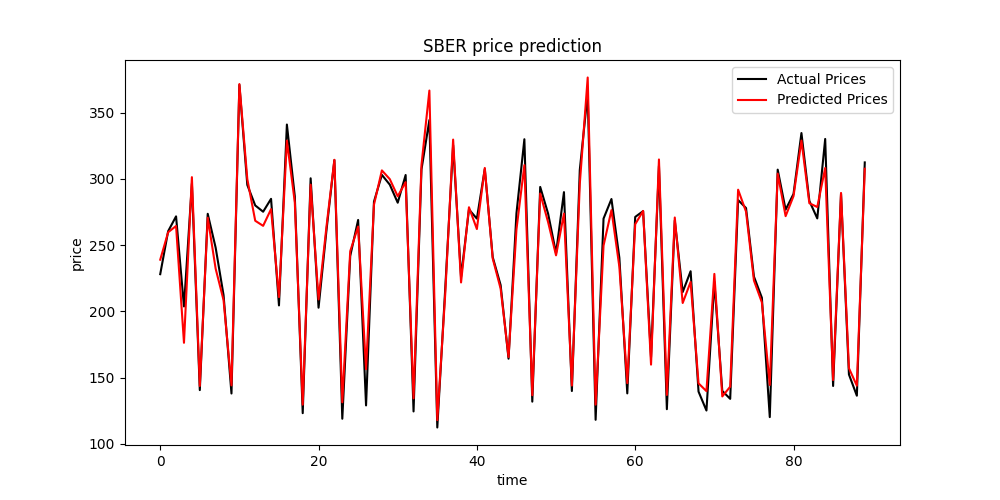 SBER price prediction
Actual Prices
Predicted Prices
price
350
300
250
200
150
100
0 20 40 60 80
time